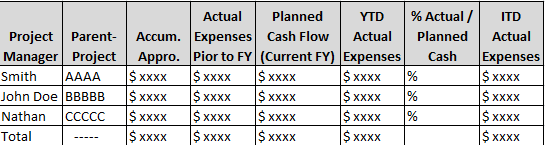 Project Manager | Parent-Project | Accum. Appro. | Actual Expenses Pior to FY | Planned Cash Flow (Current FY) | YTD Actual Expenses | % Actual / Planned Cash | ITD Actual Expenses
Smith | AAAA | $ xxxx | $ xxxx | $ xxxx | $ xxxx | % | $ xxxx
John Doe | BBBBB | $ xxxx | $ xxxx | $ xxxx | $ xxxx | % | $ xxxx
Nathan | CCCCC | $ xxxx | $ xxxx | $ xxxx | $ xxxx | % | $ xxxx
Total | ----- | $ xxxx | $ xxxx | $ xxxx | $ xxxx | | $ xxxx